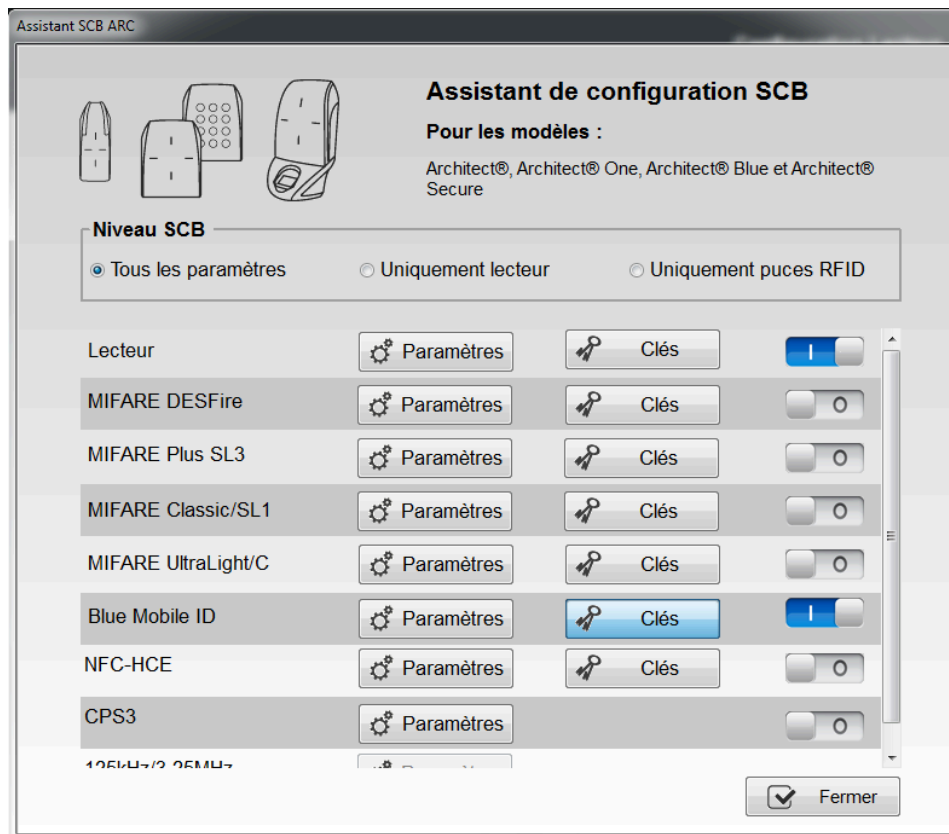 Assistant SCB ARC
Assistant de configuration SCB
Pour les modèles :
Architect®, Architect® One, Architect® Blue et Architect®
Secure
Niveau SCB
Tous les paramètres Uniquement lecteur Uniquement puces RFID
Lecteur Paramètres Clés I
MIFARE DESFire Paramètres Clés O
MIFARE Plus SL3 Paramètres Clés O
MIFARE Classic/SL1 Paramètres Clés O
MIFARE UltraLight/C Paramètres Clés O
Blue Mobile ID Paramètres Clés I
NFC-HCE Paramètres Clés O
CPS3 Paramètres O
125kHz/3.25MHz
Fermer